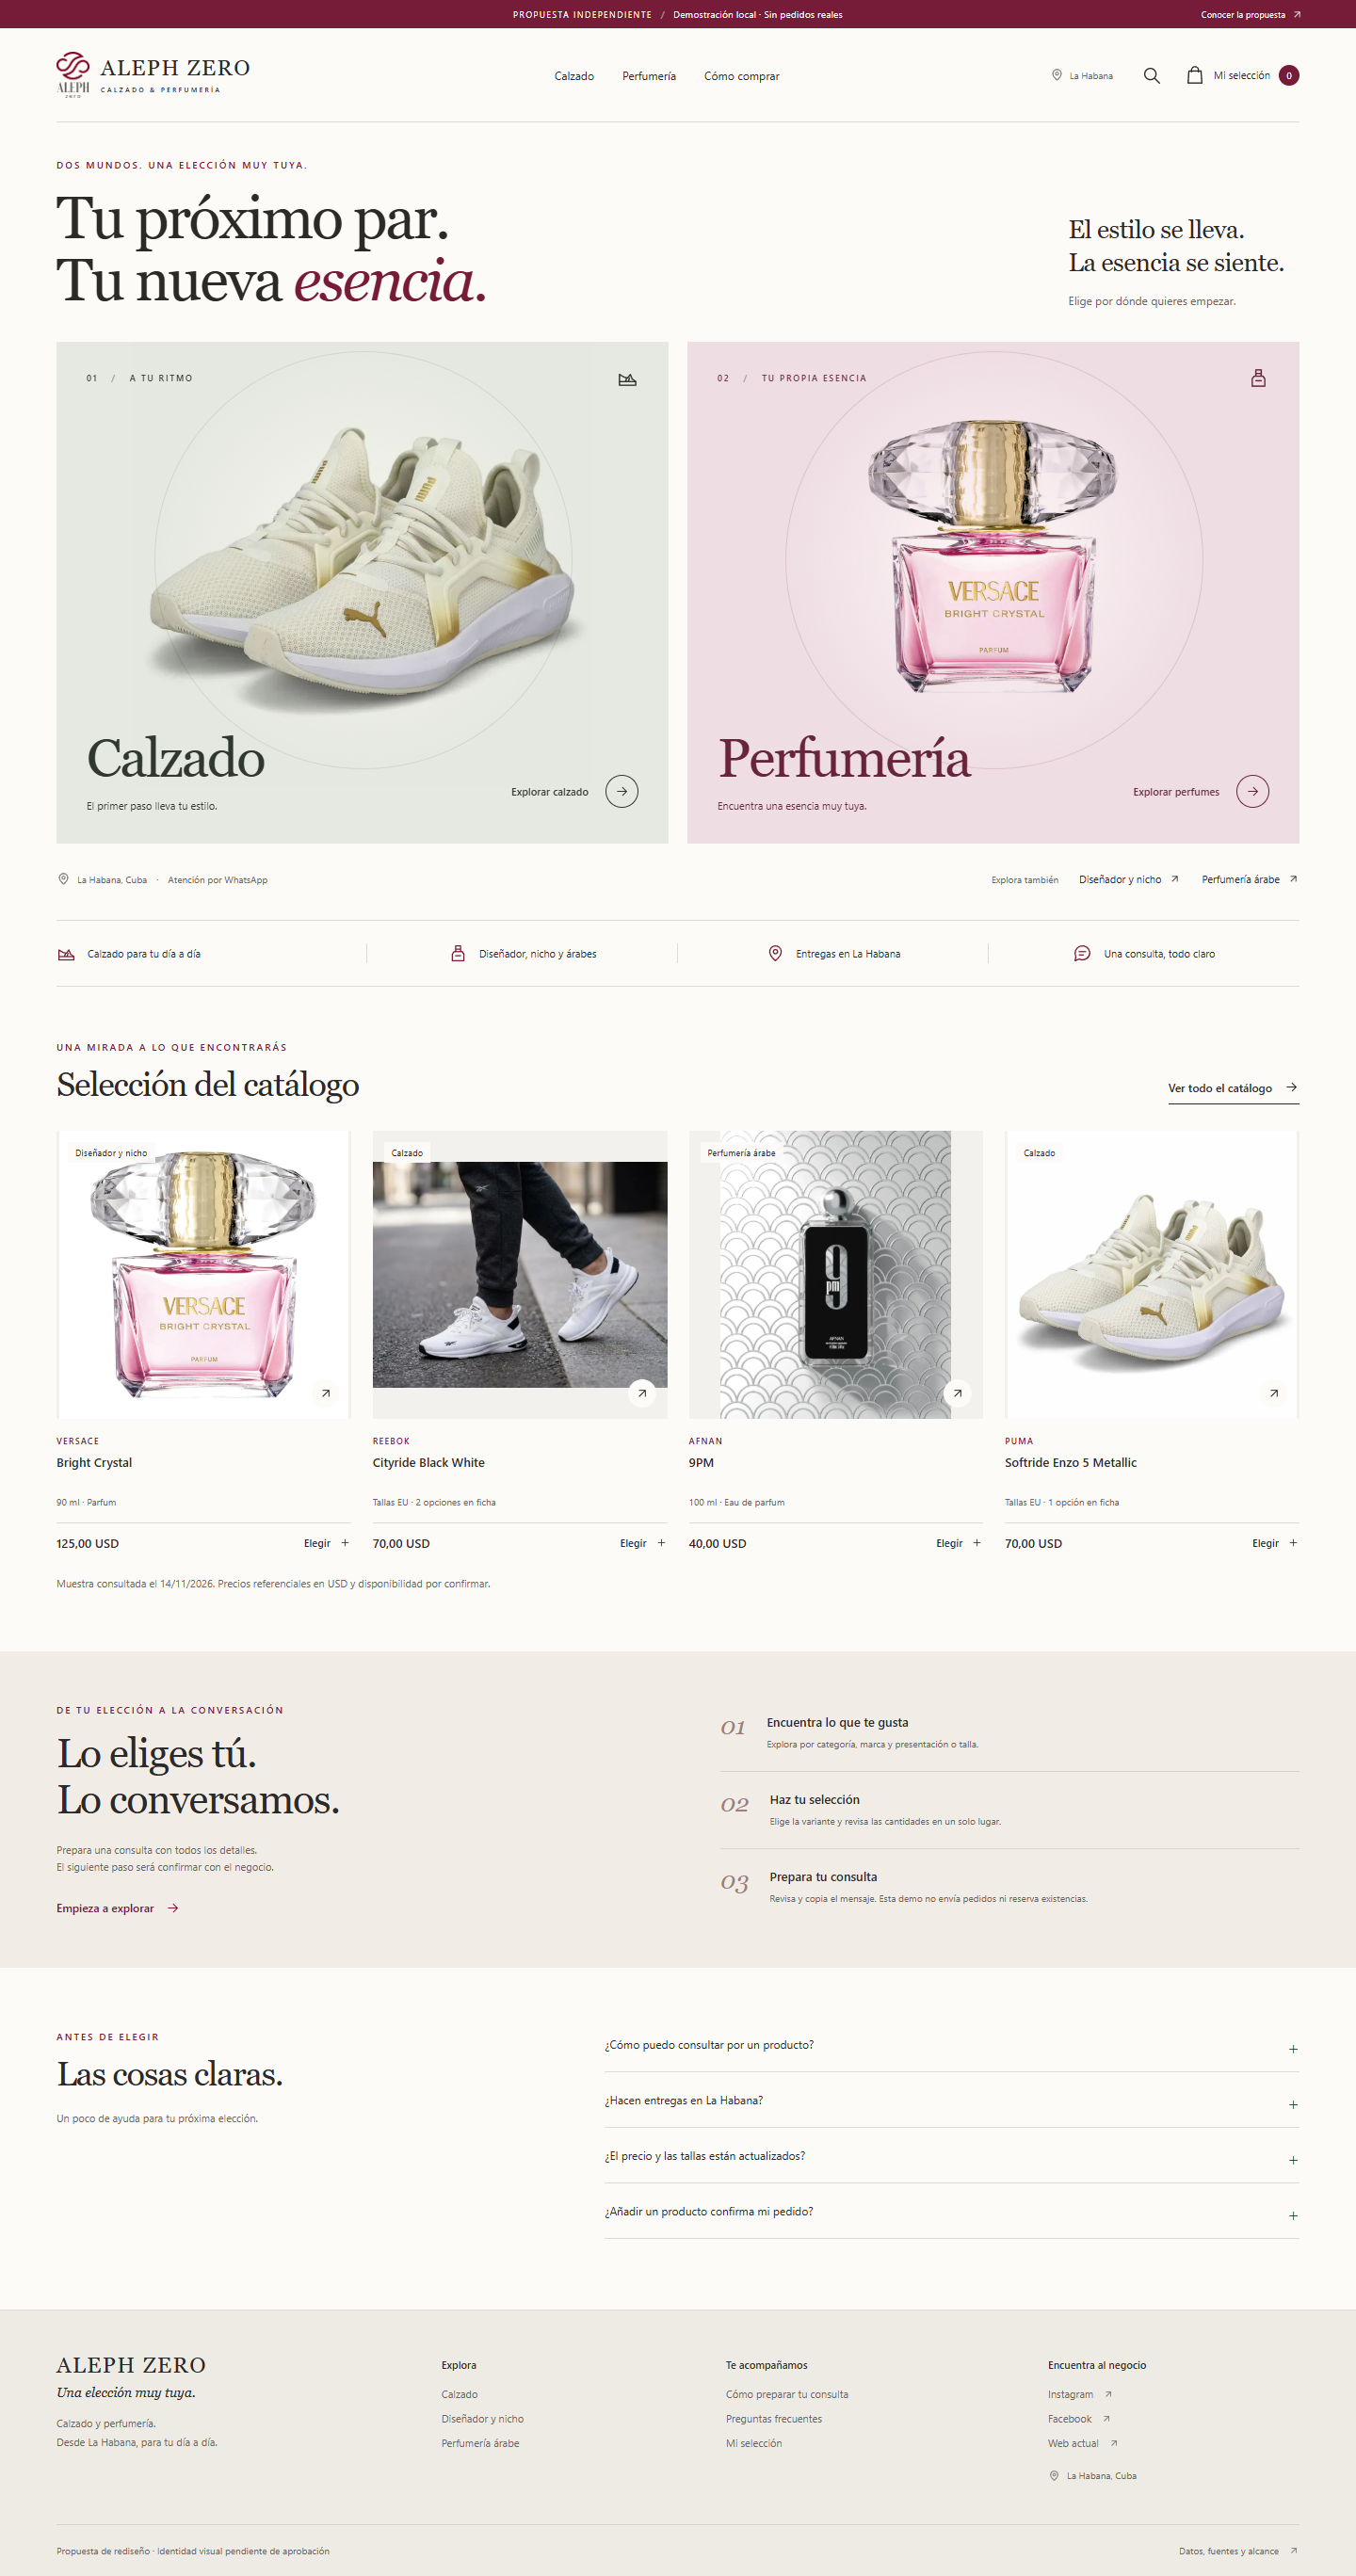 PROPUESTA INDEPENDIENTE / Demostración local · Sin pedidos reales
Conocer la propuesta
ALEPH
zero
ALEPH ZERO
CALZADO & PERFUMERÍA
Calzado
Perfumería
Cómo comprar
La Habana
Mi selección 0
DOS MUNDOS. UNA ELECCIÓN MUY TUYA.
Tu próximo par.
Tu nueva esencia.
El estilo se lleva.
La esencia se siente.
Elige por dónde quieres empezar.
01 / A TU RITMO
puma
puma
Calzado
El primer paso lleva tu estilo.
Explorar calzado
02 / TU PROPIA ESENCIA
VERSACE
BRIGHT CRYSTAL
PARFUM
Perfumería
Encuentra una esencia muy tuya.
Explorar perfumes
La Habana, Cuba · Atención por WhatsApp
Explora también
Diseñador y nicho
Perfumería árabe
Calzado para tu día a día
Diseñador, nicho y árabes
Entregas en La Habana
Una consulta, todo claro
UNA MIRADA A LO QUE ENCONTRARÁS
Selección del catálogo
Ver todo el catálogo
Diseñador y nicho
VERSACE
BRIGHT CRYSTAL
PARFUM
VERSACE
Bright Crystal
90 ml · Parfum
125,00 USD
Elegir +
Calzado
REEBOK
Cityride Black White
Tallas EU · 2 opciones en ficha
70,00 USD
Elegir +
Perfumería árabe
9
pm
AFNAN
AFNAN
9PM
100 ml · Eau de parfum
40,00 USD
Elegir +
Calzado
PUMA
Softride Enzo 5 Metallic
Tallas EU · 1 opción en ficha
70,00 USD
Elegir +
Muestra consultada el 14/11/2026. Precios referenciales en USD y disponibilidad por confirmar.
DE TU ELECCIÓN A LA CONVERSACIÓN
Lo eliges tú.
Lo conversamos.
Prepara una consulta con todos los detalles.
El siguiente paso será confirmar con el negocio.
Empieza a explorar
01 Encuentra lo que te gusta
Explora por categoría, marca y presentación o talla.
02 Haz tu selección
Elige la variante y revisa las cantidades en un solo lugar.
03 Prepara tu consulta
Revisa y copia el mensaje. Esta demo no envía pedidos ni reserva existencias.
ANTES DE ELEGIR
Las cosas claras.
Un poco de ayuda para tu próxima elección.
¿Cómo puedo consultar por un producto? +
¿Hacen entregas en La Habana? +
¿El precio y las tallas están actualizados? +
¿Añadir un producto confirma mi pedido? +
ALEPH ZERO
Una elección muy tuya.
Calzado y perfumería.
Desde La Habana, para tu día a día.
Explora
Calzado
Diseñador y nicho
Perfumería árabe
Te acompañamos
Cómo preparar tu consulta
Preguntas frecuentes
Mi selección
Encuentra al negocio
Instagram
Facebook
Web actual
La Habana, Cuba
Propuesta de rediseño · Identidad visual pendiente de aprobación
Datos, fuentes y alcance